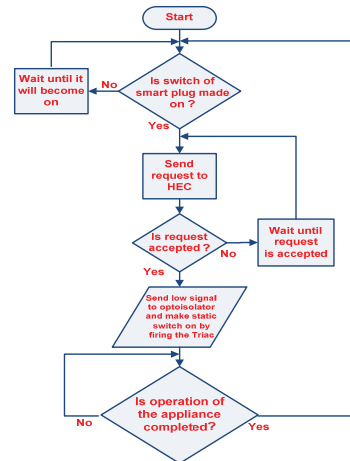 Start
Is switch of
smart plug made
on ?
No
Wait until it
will become
on
Yes
Send
request to
HEC
Is request
accepted ?
No
Wait until
request
is accepted
Yes
Send low signal
to optoisolator
and make static
switch on by
firing the Triac
Is operation of
the appliance
completed?
No
Yes